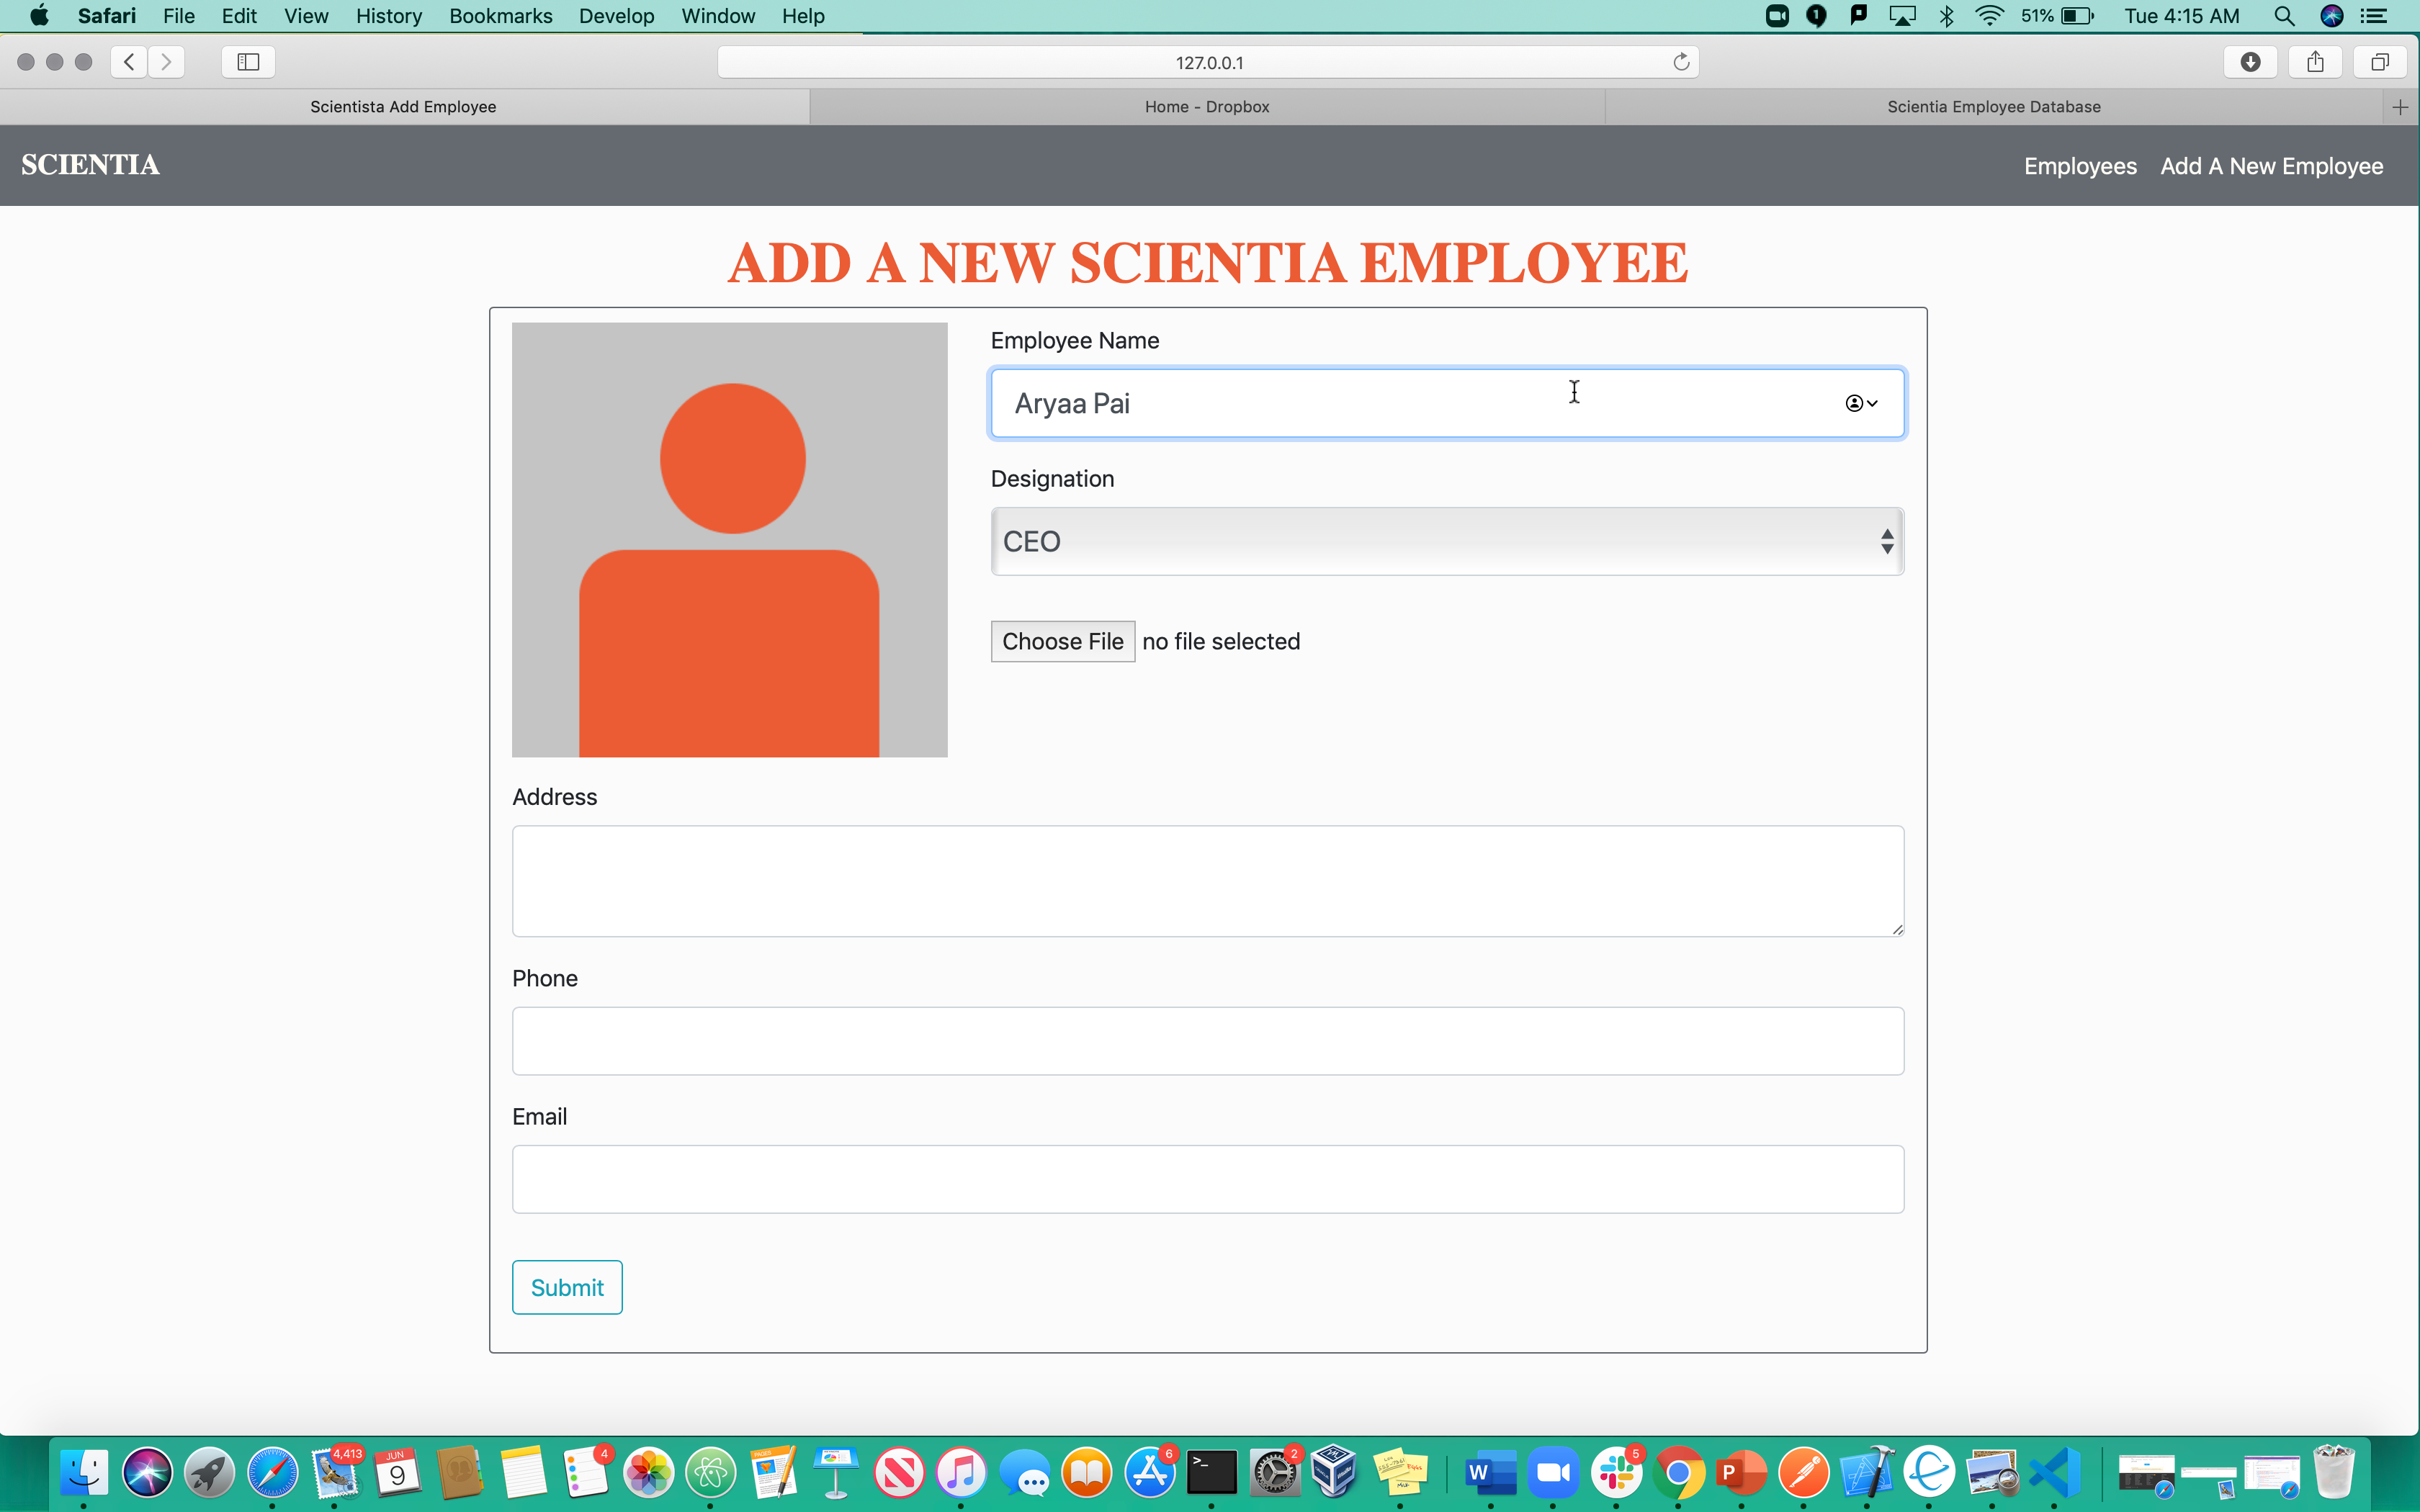 Safari File Edit View History Bookmarks Develop Window Help
1 51% Tue 4:15 AM
127.0.0.1
Scientista Add Employee Home - Dropbox Scientia Employee Database
SCIENTIA Employees Add A New Employee
ADD A NEW SCIENTIA EMPLOYEE
Employee Name
Aryaa Pai
Designation
CEO
Choose File no file selected
Address
Phone
Email
Submit
4,413 JUN 9 4 PAGES 6 >_ 2 W 5 P